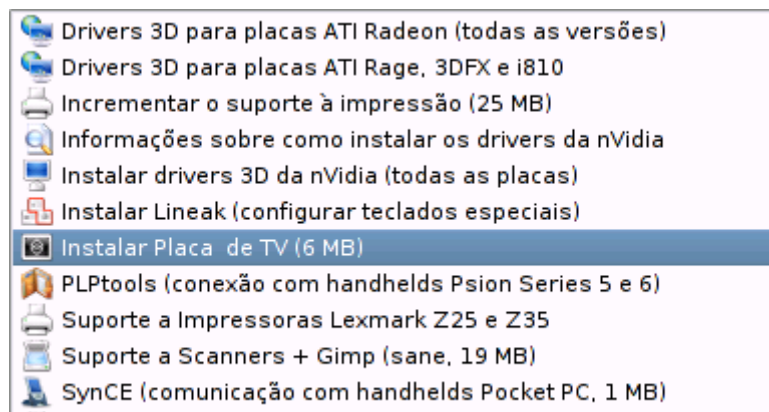 Drivers 3D para placas ATI Radeon (todas as versões)
Drivers 3D para placas ATI Rage, 3DFX e i810
Incrementar o suporte à impressão (25 MB)
Informações sobre como instalar os drivers da nVidia
Instalar drivers 3D da nVidia (todas as placas)
Instalar Lineak (configurar teclados especiais)
Instalar Placa  de TV (6 MB)
PLPtools (conexão com handhelds Psion Series 5 e 6)
Suporte a Impressoras Lexmark Z25 e Z35
Suporte a Scanners + Gimp (sane, 19 MB)
SynCE (comunicação com handhelds Pocket PC, 1 MB)